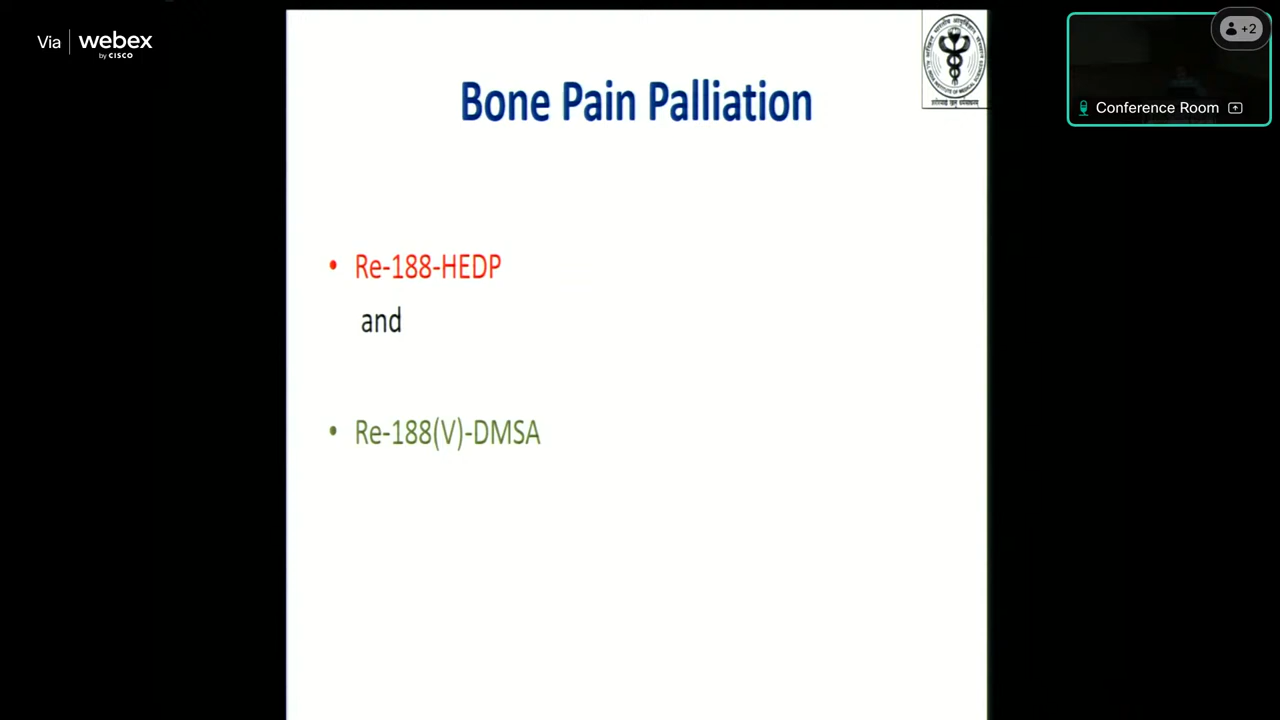 Via webex
by CISCO
+2
Conference Room
Bone Pain Palliation
• Re-188-HEDP
and
• Re-188(V)-DMSA